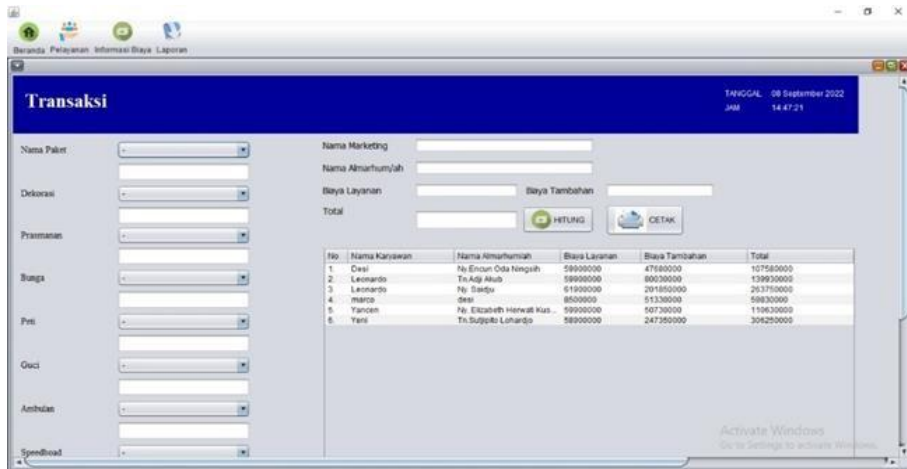 Beranda Pelayanan Informasi Biaya Laporan
Transaksi
TANGGAL 08 September 2022
JAM 14:47:21
Nama Paket -
Dekorasi -
Prasmanan -
Bunga -
Peti -
Guci -
Ambulan -
Speedboad -
Nama Marketing
Nama Almarhum/ah
Biaya Layanan Biaya Tambahan
Total HITUNG CETAK
No Nama Karyawan Nama Almarhumiah Biaya Layanan Biaya Tambahan Total
1. Desi Ny.Encun Oda Ningsih 59900000 47680000 107580000
2. Leonardo Tn.Adji Akub 59900000 80030000 139930000
3. Leonardo Ny. Saidju 61900000 201850000 263750000
4. marco desi 8500000 51330000 59830000
5. Yancen Ny. Elizabeth Herwati Kus... 59900000 50730000 110630000
6. Yeni Tn.Sutjipto Lohardjo 58900000 247350000 306250000
Activate Windows
Go to Settings to activate Windows.